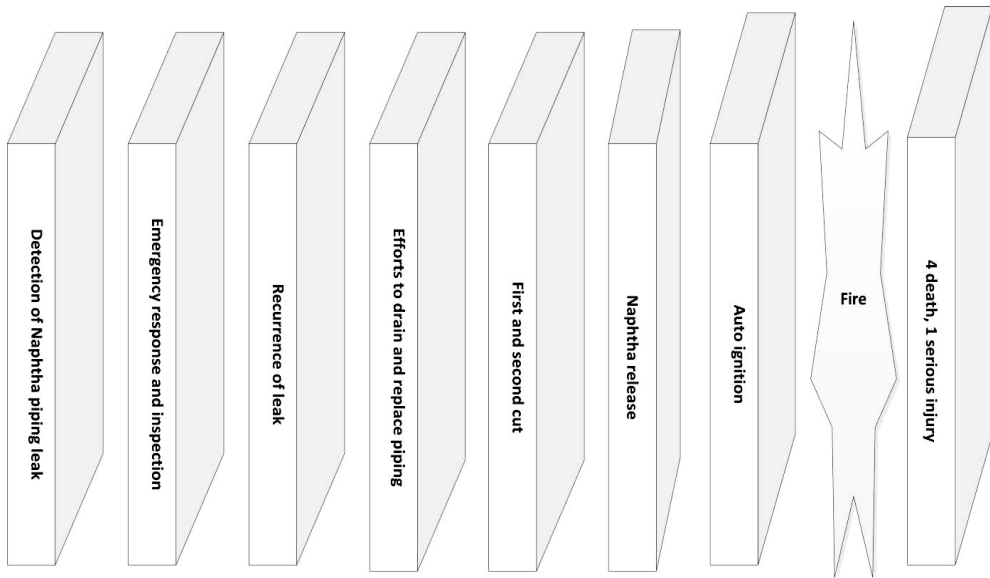 Detection of Naphtha piping leak
Emergency response and inspection
Recurrence of leak
Efforts to drain and replace piping
First and second cut
Naphtha release
Auto ignition
Fire
4 death, 1 serious injury